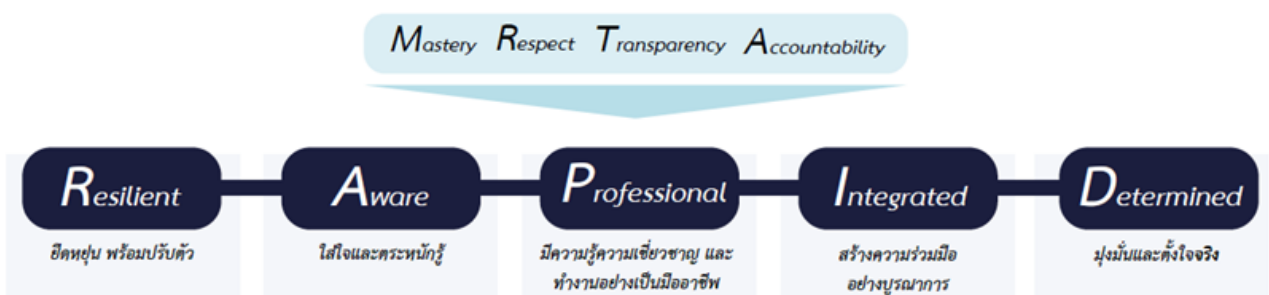 Mastery Respect Transparency Accountability
Resilient
ยืดหยุ่น พร้อมปรับตัว
Aware
ใส่ใจและตระหนักรู้
Professional
มีความรู้ความเชี่ยวชาญ และ
ทำงานอย่างเป็นมืออาชีพ
Integrated
สร้างความร่วมมือ
อย่างบูรณาการ
Determined
มุ่งมั่นและตั้งใจจริง